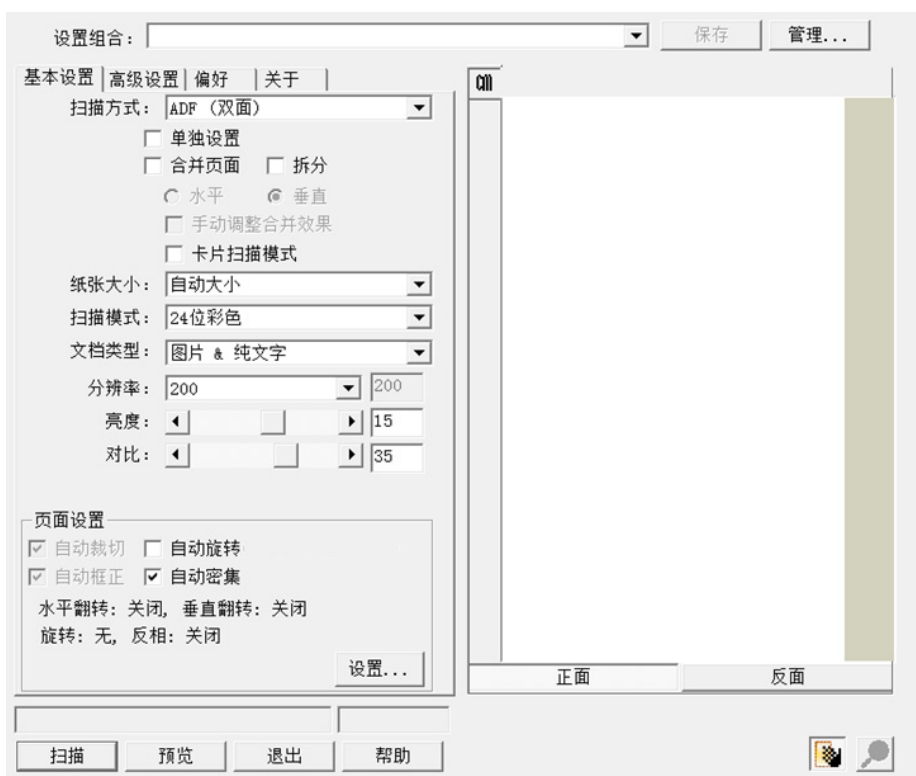 设置组合: 保存 管理...
基本设置 高级设置 偏好 关于
cm
扫描方式: ADF (双面)
单独设置
合并页面 拆分
水平 垂直
手动调整合并效果
卡片扫描模式
纸张大小: 自动大小
扫描模式: 24位彩色
文档类型: 图片 & 纯文字
分辨率: 200 200
亮度: 15
对比: 35
页面设置
自动裁切 自动旋转
自动框正 自动密集
水平翻转: 关闭, 垂直翻转: 关闭
旋转: 无, 反相: 关闭
设置...
正面 反面
扫描 预览 退出 帮助